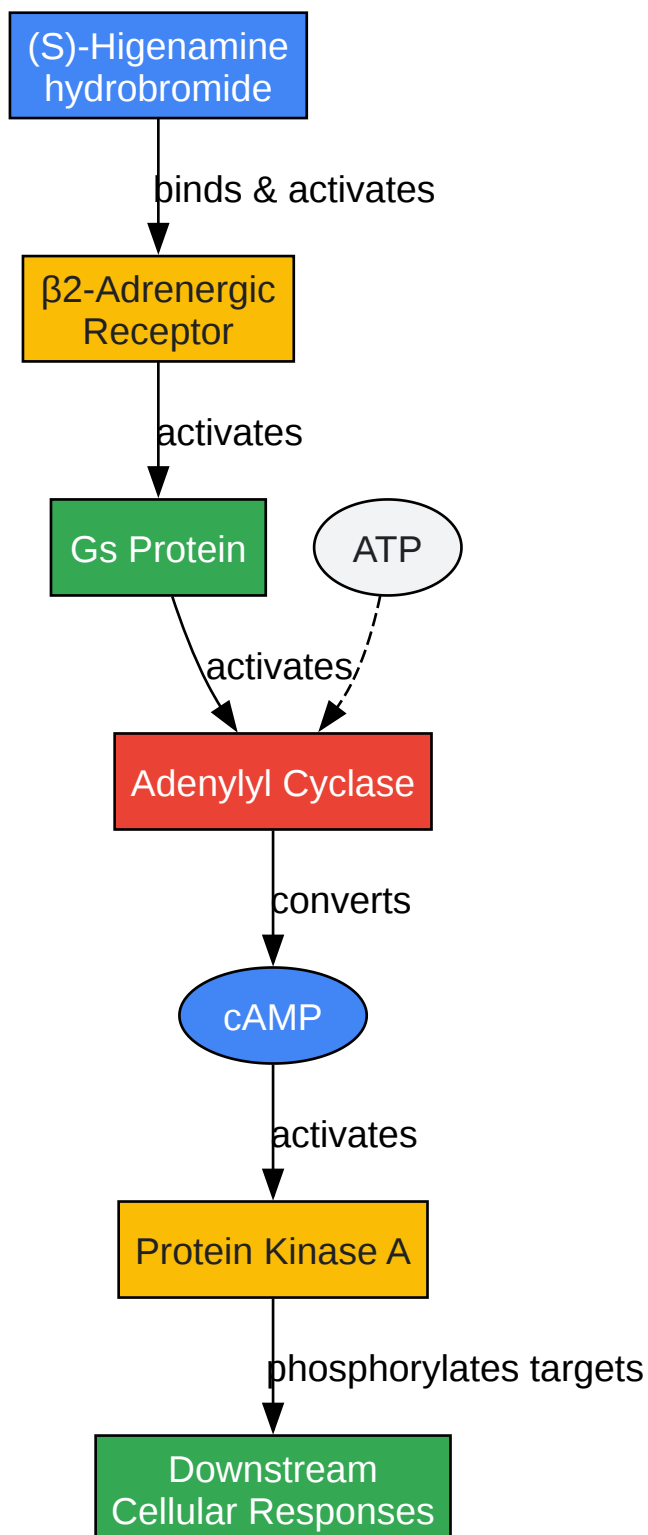 (S)-Higenamine
hydrobromide
binds & activates
β2-Adrenergic
Receptor
activates
Gs Protein
ATP
activates
Adenylyl Cyclase
converts
cAMP
activates
Protein Kinase A
phosphorylates targets
Downstream
Cellular Responses